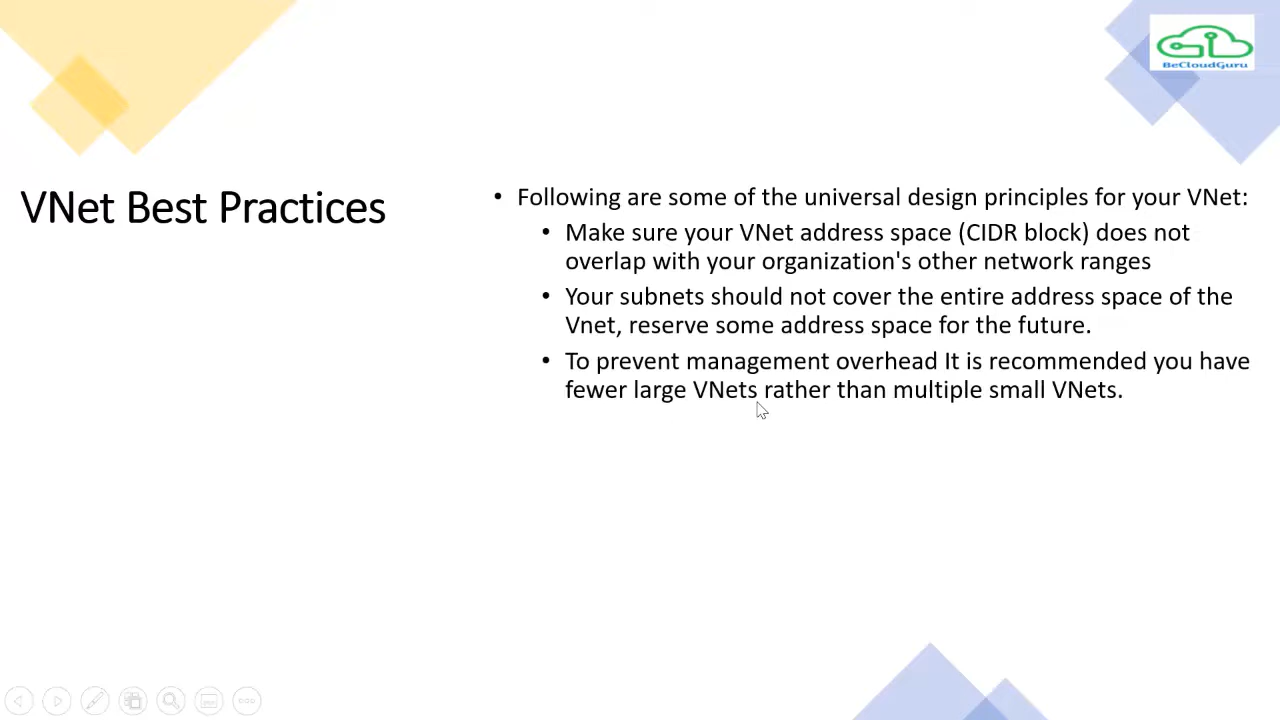 BeCloudGuru
VNet Best Practices
• Following are some of the universal design principles for your VNet:
• Make sure your VNet address space (CIDR block) does not
overlap with your organization's other network ranges
• Your subnets should not cover the entire address space of the
Vnet, reserve some address space for the future.
• To prevent management overhead It is recommended you have
fewer large VNets rather than multiple small VNets.